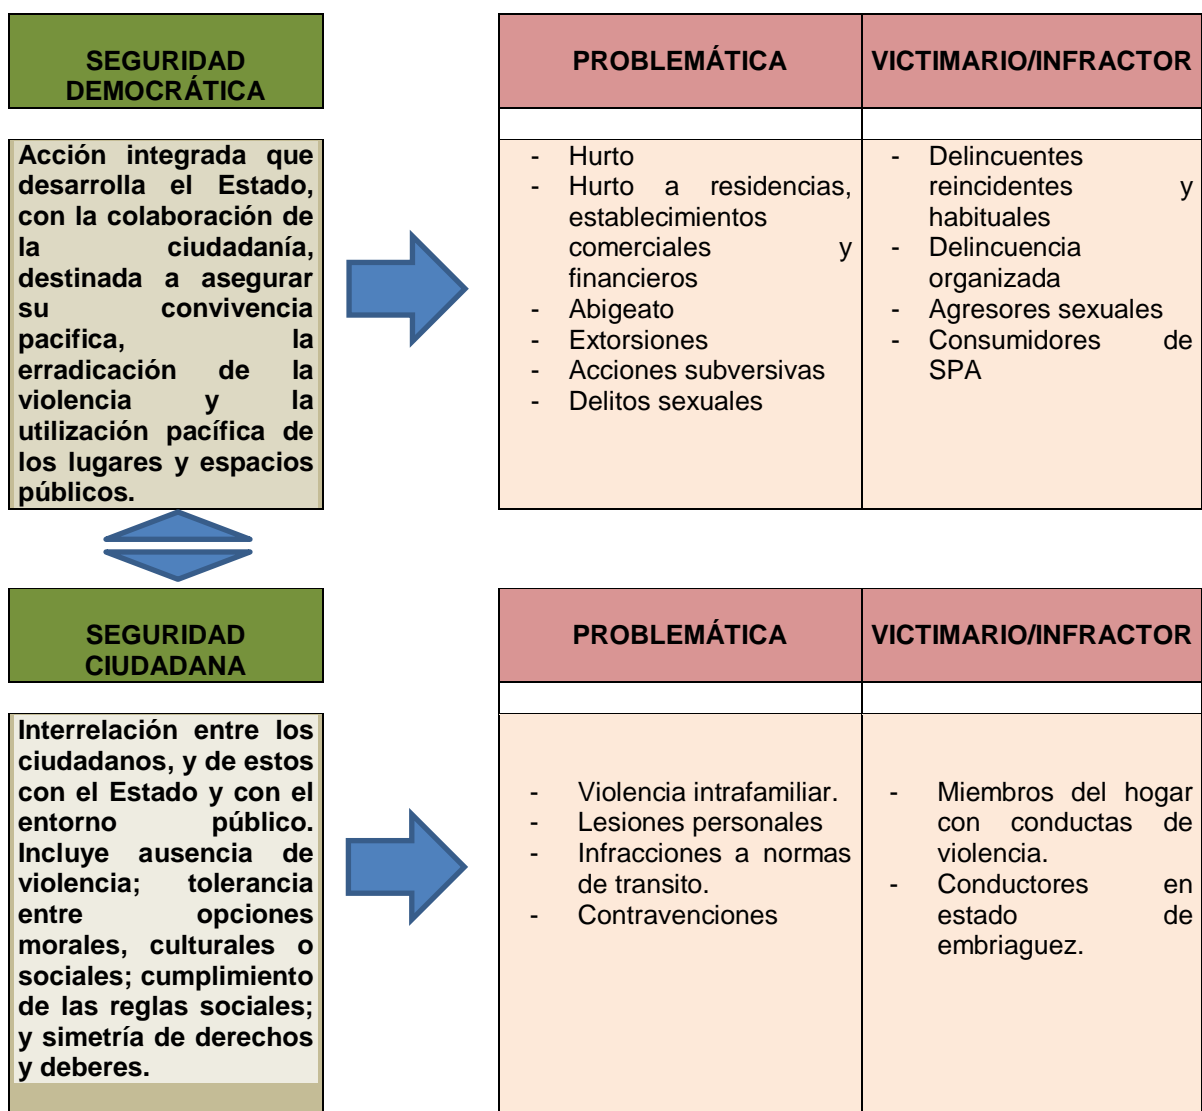 SEGURIDAD
DEMOCRÁTICA
Acción integrada que
desarrolla el Estado,
con la colaboración de
la ciudadanía,
destinada a asegurar
su convivencia
pacifica, la
erradicación de la
violencia y la
utilización pacífica de
los lugares y espacios
públicos.
PROBLEMÁTICA
- Hurto
- Hurto a residencias,
establecimientos
comerciales y
financieros
- Abigeato
- Extorsiones
- Acciones subversivas
- Delitos sexuales
VICTIMARIO/INFRACTOR
- Delincuentes
reincidentes y
habituales
- Delincuencia
organizada
- Agresores sexuales
- Consumidores de
SPA
SEGURIDAD
CIUDADANA
Interrelación entre los
ciudadanos, y de estos
con el Estado y con el
entorno público.
Incluye ausencia de
violencia; tolerancia
entre opciones
morales, culturales o
sociales; cumplimiento
de las reglas sociales;
y simetría de derechos
y deberes.
PROBLEMÁTICA
- Violencia intrafamiliar.
- Lesiones personales
- Infracciones a normas
de transito.
- Contravenciones
VICTIMARIO/INFRACTOR
- Miembros del hogar
con conductas de
violencia.
- Conductores en
estado de
embriaguez.